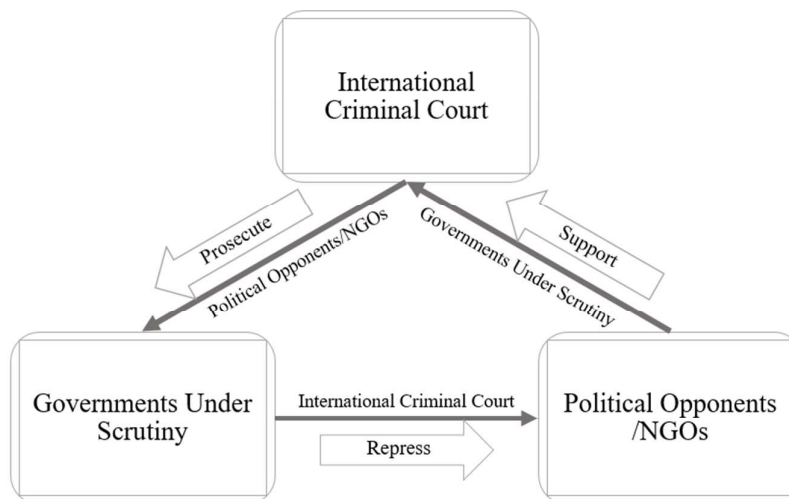 International
Criminal Court
Prosecute
Political Opponents/NGOs
Governments Under Scrutiny
Support
Governments Under
Scrutiny
International Criminal Court
Repress
Political Opponents
/NGOs